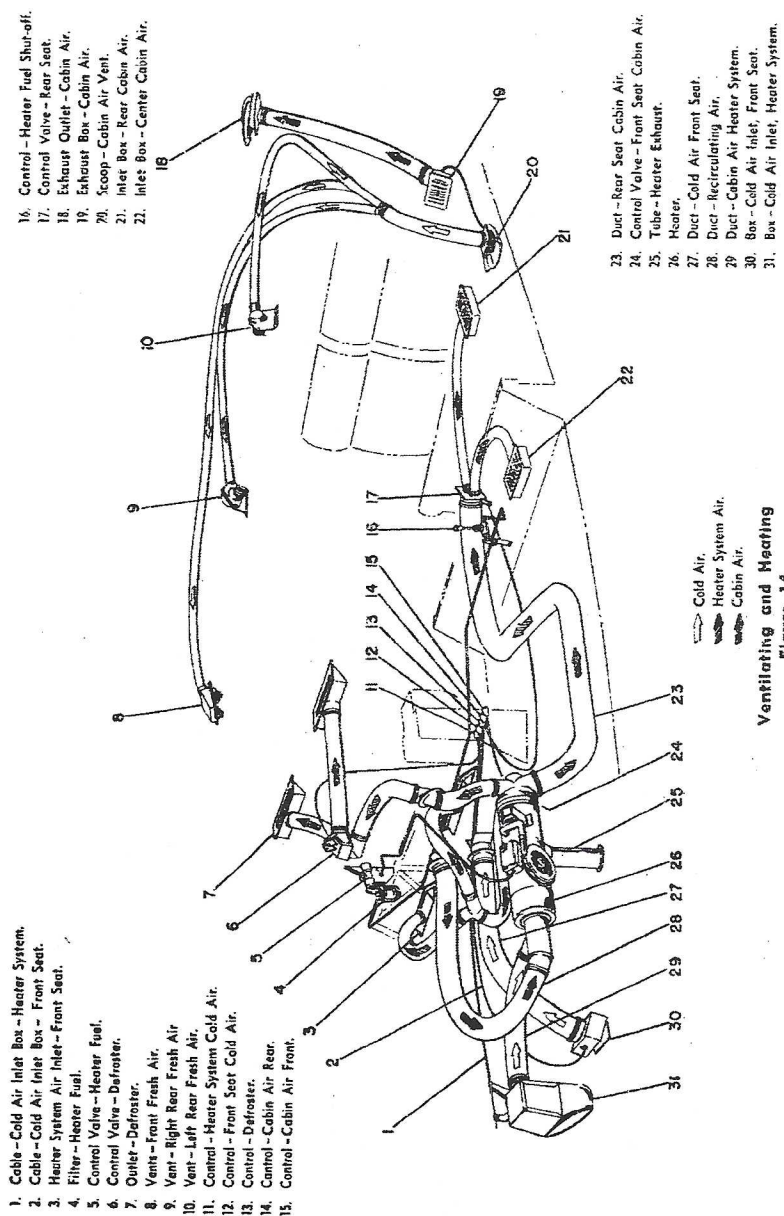 1. Cable-Cold Air Inlet Box-Heater System.
2. Cable-Cold Air Inlet Box- Front Seat.
3. Heater System Air Inlet-Front Seat.
4. Filter-Heater Fuel.
5. Control Valve-Heater Fuel.
6. Control Valve-Defroster.
7. Outlet-Defroster.
8. Vents-Front Fresh Air.
9. Vent-Right Rear Fresh Air
10. Vent-Left Rear Fresh Air.
11. Control-Heater System Cold Air.
12. Control-Front Seat Cold Air.
13. Control-Defroster.
14. Control-Cabin Air Rear.
15. Control-Cabin Air Front.
16. Control-Heater Fuel Shut-off.
17. Control Valve-Rear Seat.
18. Exhaust Outlet-Cabin Air.
19. Exhaust Box-Cabin Air.
20. Scoop-Cabin Air Vent.
21. Inlet Box-Rear Cabin Air.
22. Inlet Box-Center Cabin Air.
1
2
3
4
5
6
7
8
9
10
11
12
13
14
15
16
17
18
19
20
21
22
23
24
25
26
27
28
29
30
31
Cold Air.
Heater System Air.
Cabin Air.
23. Duct-Rear Seat Cabin Air.
24. Control Valve-Front Seat Cabin Air.
25. Tube-Heater Exhaust.
26. Heater.
27. Duct-Cold Air Front Seat.
28. Duct-Recirculating Air.
29 Duct-Cabin Air Heater System.
30. Box-Cold Air Inlet, Front Seat.
31. Box-Cold Air Inlet, Heater System.
Ventilating and Heating
Figure 14